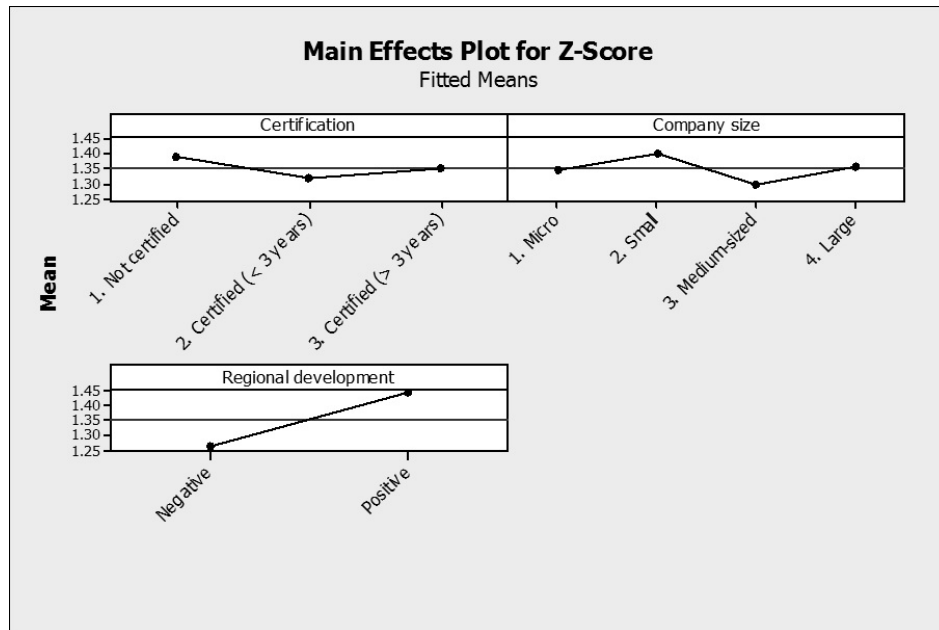 Main Effects Plot for Z-Score
Fitted Means
Certification
Company size
1.45
1.40
1.35
1.30
1.25
1. Not certified
2. Certified (< 3 years)
3. Certified (> 3 years)
1. Micro
2. Small
3. Medium-sized
4. Large
Mean
Regional development
1.45
1.40
1.35
1.30
1.25
Negative
Positive